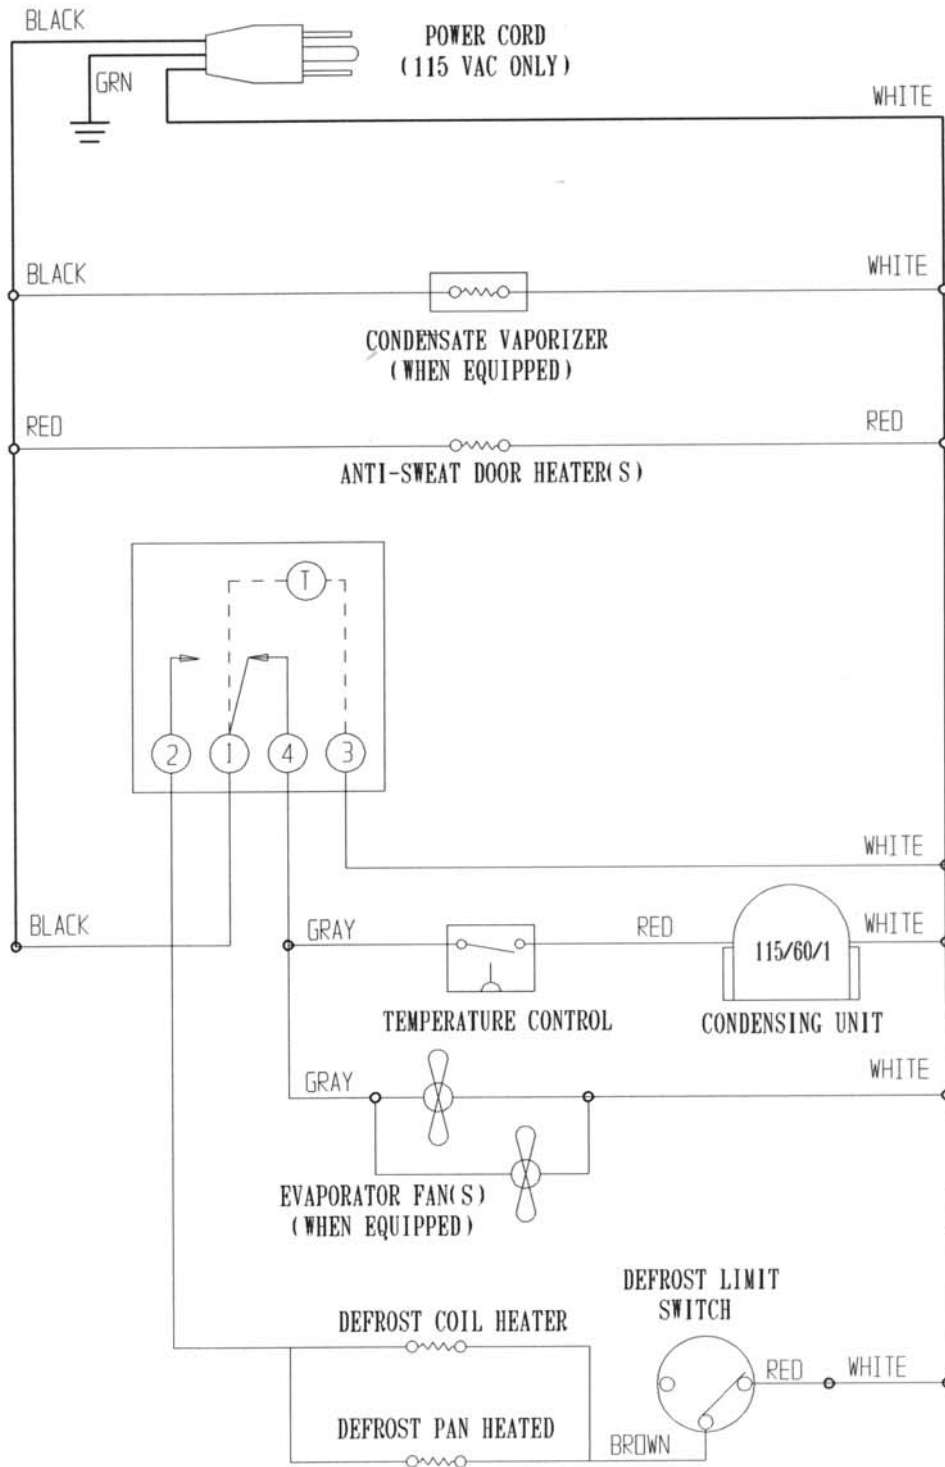 BLACK
POWER CORD
(115 VAC ONLY)
GRN
WHITE
BLACK
WHITE
CONDENSATE VAPORIZER
(WHEN EQUIPPED)
RED
RED
ANTI-SWEAT DOOR HEATER(S)
T
2 1 4 3
WHITE
BLACK
GRAY
RED
WHITE
115/60/1
TEMPERATURE CONTROL
CONDENSING UNIT
GRAY
WHITE
EVAPORATOR FAN(S)
(WHEN EQUIPPED)
DEFROST LIMIT
SWITCH
DEFROST COIL HEATER
RED
WHITE
DEFROST PAN HEATED
BROWN